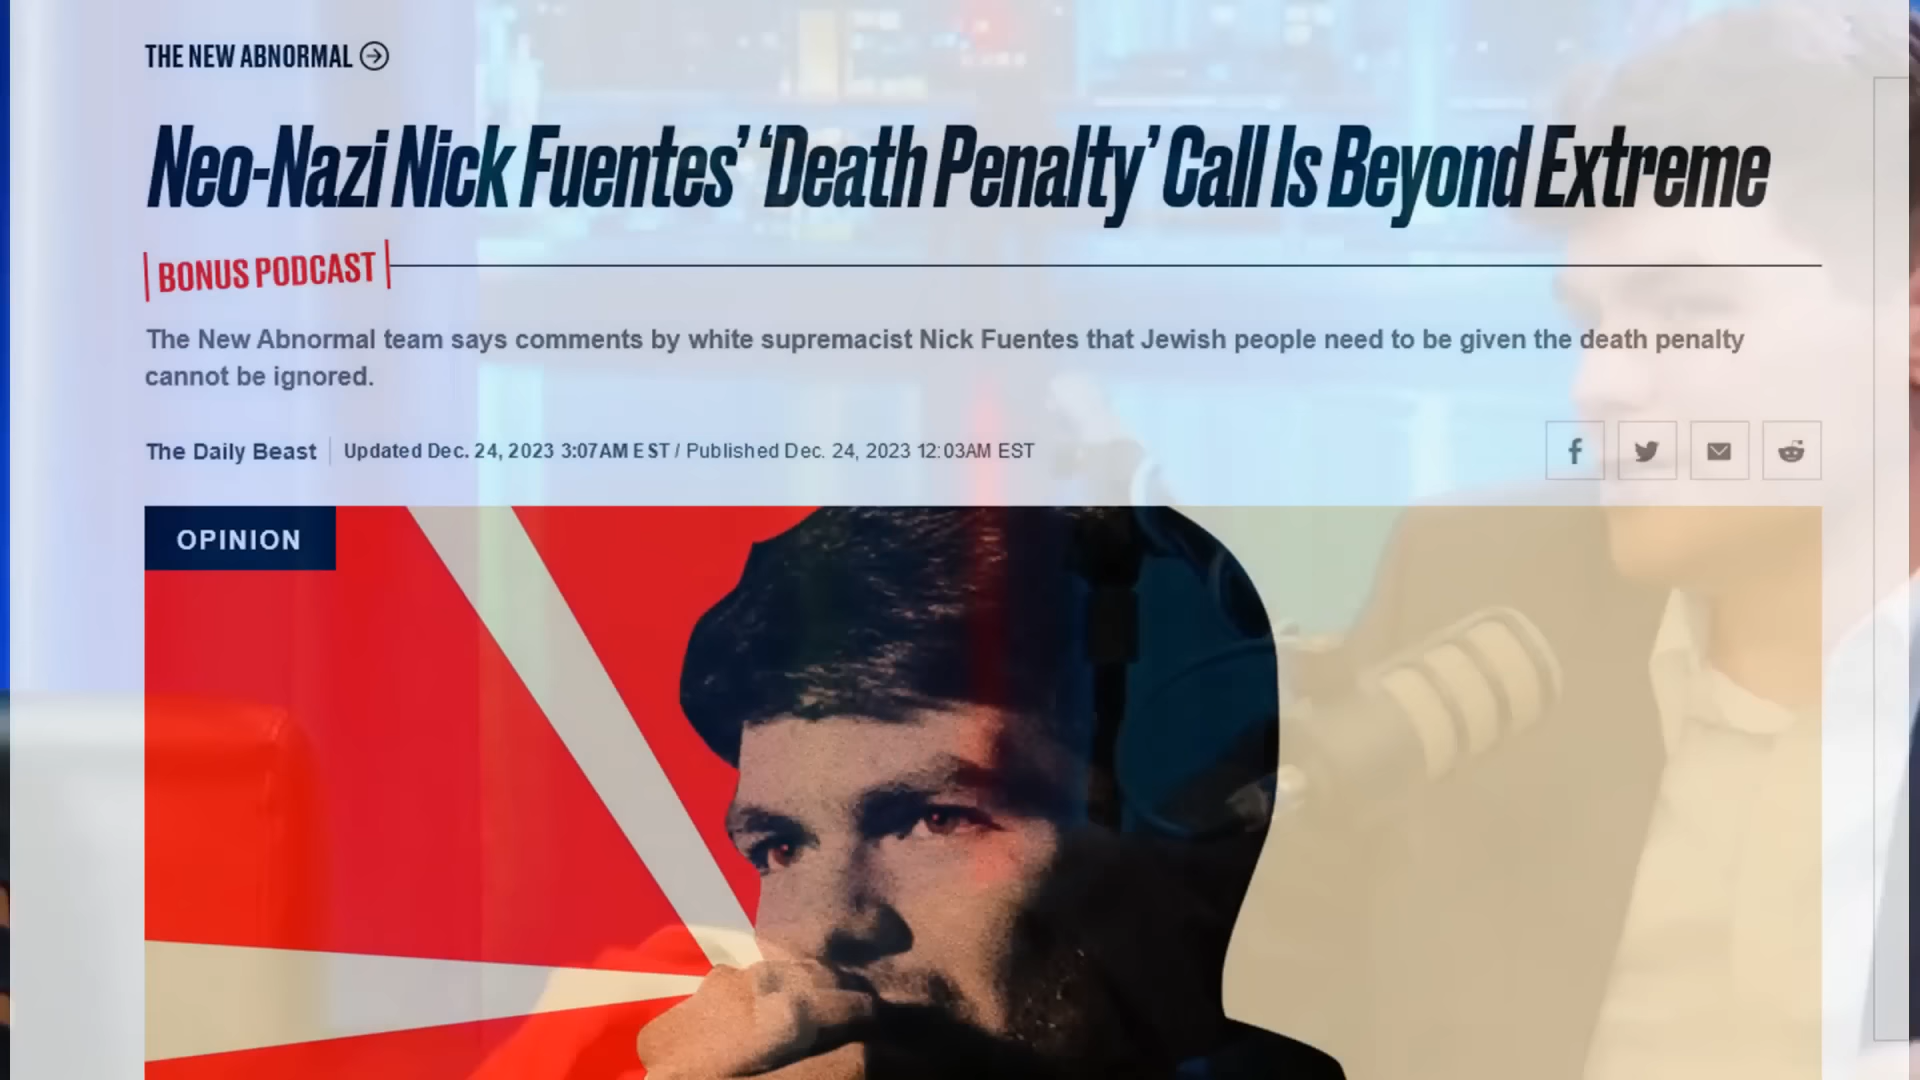 THE NEW ABNORMAL
Neo-Nazi Nick Fuentes' 'Death Penalty' Call Is Beyond Extreme
BONUS PODCAST
The New Abnormal team says comments by white supremacist Nick Fuentes that Jewish people need to be given the death penalty
cannot be ignored.
The Daily Beast | Updated Dec. 24, 2023 3:07AM EST / Published Dec. 24, 2023 12:03AM EST
OPINION